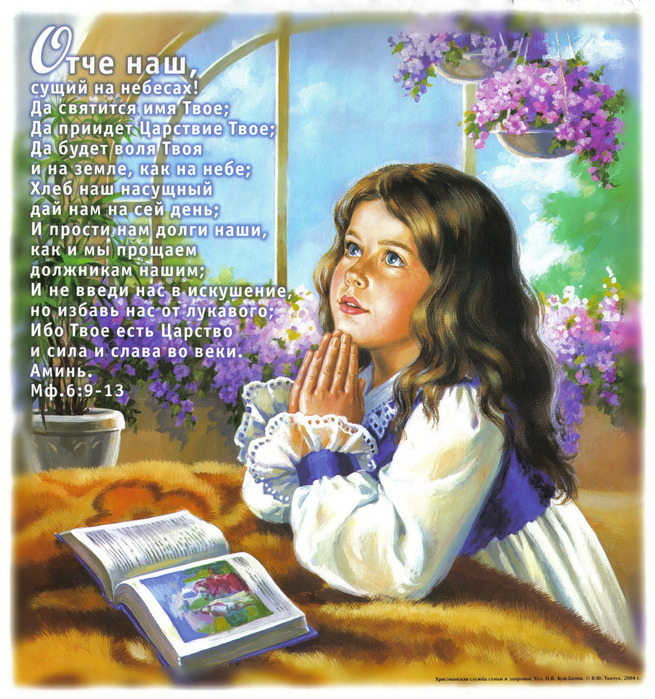 Отче наш,
сущий на небесах!
Да святится имя Твое;
Да приидет Царствие Твое;
Да будет воля Твоя
и на земле, как на небе;
Хлеб наш насущный
дай нам на сей день;
И прости нам долги наши,
как и мы прощаем
должникам нашим;
И не введи нас в искушение,
но избавь нас от лукавого;
Ибо Твое есть Царство
и сила и слава во веки.
Аминь.
Мф.6:9-13
Христианская служба семьи и здоровья. Худ. Н.В. © В.Ф. Ткачук. 2004 г.